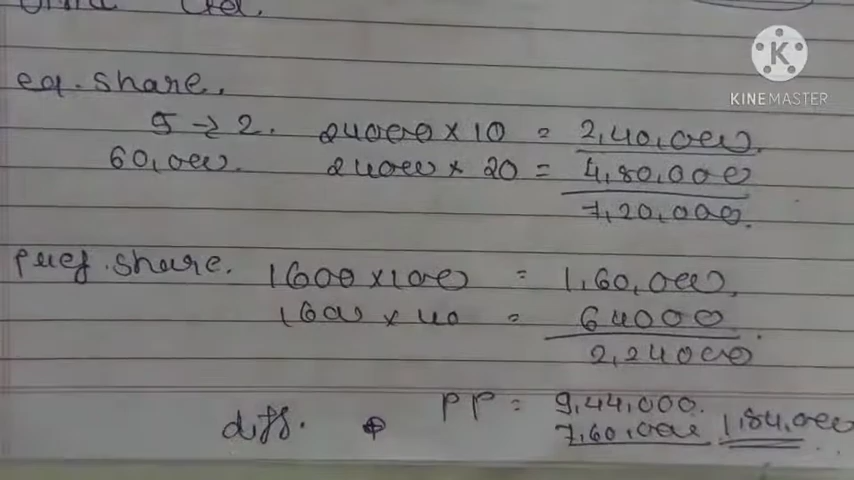 Ltd.
K
KINEMASTER
eq. share.
5 → 2. 24000 × 10 = 2,40,000.
60,000. 24000 × 20 = 4,80,000
7,20,000.
pref. share. 1600 × 100 = 1,60,000.
1600 × 40 = 64000
2,24000
PP = 9,44,000.
diff. 7,60,000 1,84,000